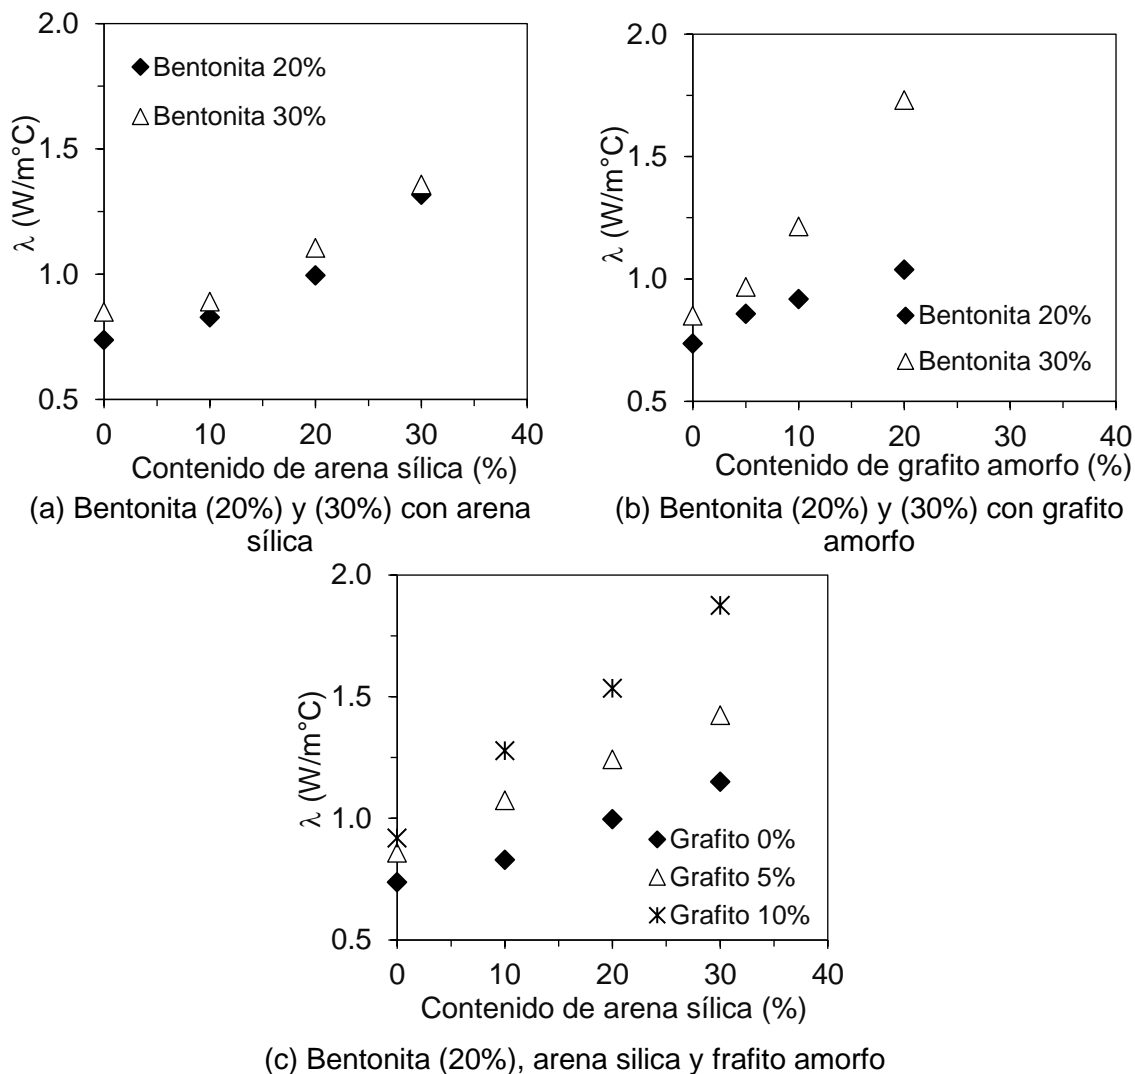 2.0
1.5
1.0
0.5
λ (W/m°C)
Bentonita 20%
Bentonita 30%
0 10 20 30 40
Contenido de arena sílica (%)
(a) Bentonita (20%) y (30%) con arena
sílica
2.0
1.5
1.0
0.5
λ (W/m°C)
Bentonita 20%
Bentonita 30%
0 10 20 30 40
Contenido de grafito amorfo (%)
(b) Bentonita (20%) y (30%) con grafito
amorfo
2.0
1.5
1.0
0.5
λ (W/m°C)
Grafito 0%
Grafito 5%
Grafito 10%
0 10 20 30 40
Contenido de arena sílica (%)
(c) Bentonita (20%), arena silica y frafito amorfo